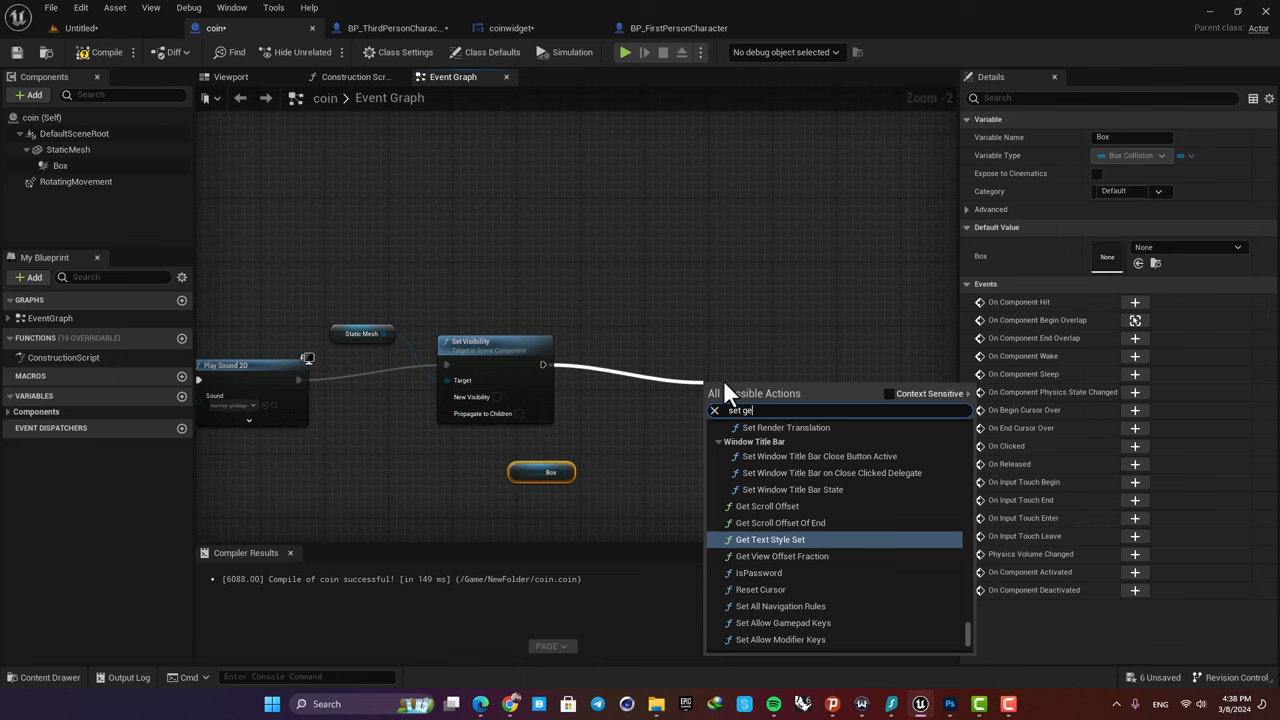 File Edit Asset View Debug Window Tools Help
Untitled•
coin•
BP_ThirdPersonCharac...•
coinwidget•
BP_FirstPersonCharacter
Parent class: Actor
Compile
Diff
Find
Hide Unrelated
Class Settings
Class Defaults
Simulation
No debug object selected
Components
Add
Search
coin (Self)
DefaultSceneRoot
StaticMesh
Box
RotatingMovement
My Blueprint
Add
Search
GRAPHS
EventGraph
FUNCTIONS (19 OVERRIDABLE)
ConstructionScript
MACROS
VARIABLES
Components
EVENT DISPATCHERS
Viewport
Construction Scr...
Event Graph
coin > Event Graph
Zoom -2
Play Sound 2D
Sound
Static Mesh
Set Visibility
Target is Scene Component
Target
New Visibility
Propagate to Children
Box
All
ssible Actions
Context Sensitive
set ge
Set Render Translation
Window Title Bar
Set Window Title Bar Close Button Active
Set Window Title Bar on Close Clicked Delegate
Set Window Title Bar State
Get Scroll Offset
Get Scroll Offset Of End
Get Text Style Set
Get View Offset Fraction
IsPassword
Reset Cursor
Set All Navigation Rules
Set Allow Gamepad Keys
Set Allow Modifier Keys
Compiler Results
• [6088.00] Compile of coin successful! [in 149 ms] (/Game/NewFolder/coin.coin)
PAGE
Details
Search
Variable
Variable Name Box
Variable Type Box Collision
Expose to Cinematics
Category Default
Advanced
Default Value
Box None None
Events
On Component Hit
On Component Begin Overlap
On Component End Overlap
On Component Wake
On Component Sleep
On Component Physics State Changed
On Begin Cursor Over
On End Cursor Over
On Clicked
On Released
On Input Touch Begin
On Input Touch End
On Input Touch Enter
On Input Touch Leave
Physics Volume Changed
On Component Activated
On Component Deactivated
Content Drawer
Output Log
Cmd
Enter Console Command
6 Unsaved
Revision Control
Search
4:38 PM
3/8/2024